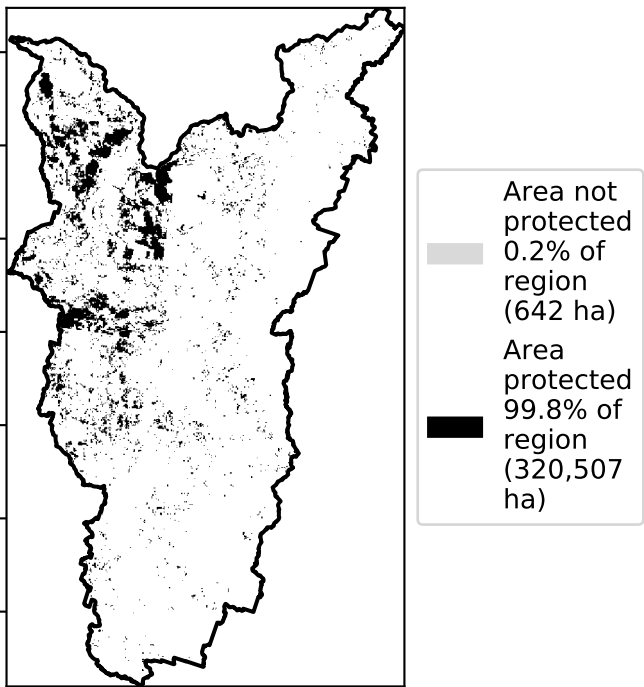 Area not
protected
0.2% of
region
(642 ha)
Area
protected
99.8% of
region
(320,507
ha)